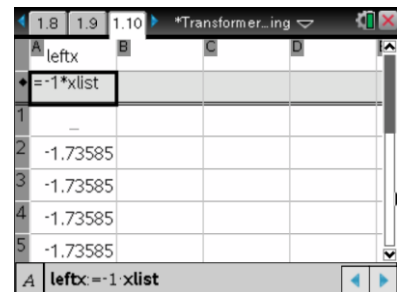 1.8 1.9 1.10 *Transformer...ing
A leftx B C D
=-1*xlist
1 _
2 -1.73585
3 -1.73585
4 -1.73585
5 -1.73585
A leftx:=-1·xlist